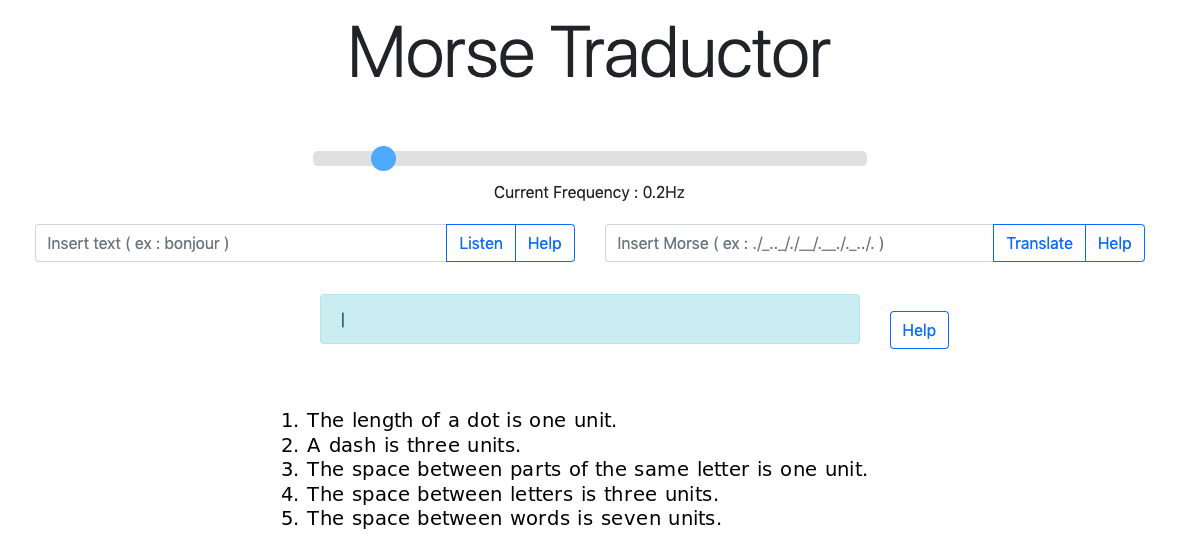 Morse Traductor
Current Frequency : 0.2Hz
Insert text ( ex : bonjour ) Listen Help Insert Morse ( ex : ./_.._/./__/.__./._../. ) Translate Help
|
Help
1. The length of a dot is one unit.
2. A dash is three units.
3. The space between parts of the same letter is one unit.
4. The space between letters is three units.
5. The space between words is seven units.